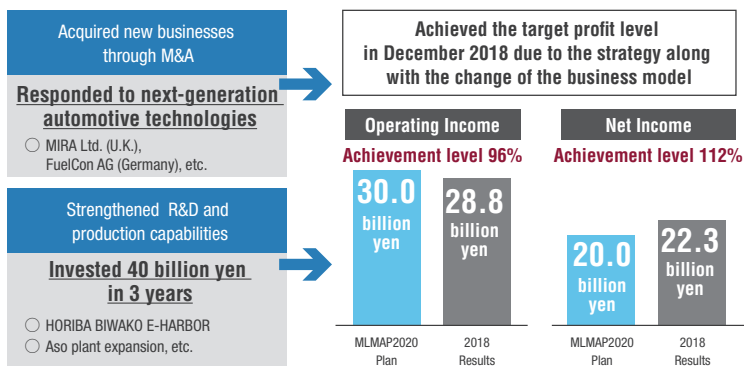 Acquired new businesses
through M&A
Responded to next-generation
automotive technologies
○ MIRA Ltd. (U.K.),
FuelCon AG (Germany), etc.
Strengthened R&D and
production capabilities
Invested 40 billion yen
in 3 years
○ HORIBA BIWAKO E-HARBOR
○ Aso plant expansion, etc.
Achieved the target profit level
in December 2018 due to the strategy along
with the change of the business model
Operating Income
Achievement level 96%
30.0
billion
yen
28.8
billion
yen
MLMAP2020
Plan
2018
Results
Net Income
Achievement level 112%
20.0
billion
yen
22.3
billion
yen
MLMAP2020
Plan
2018
Results